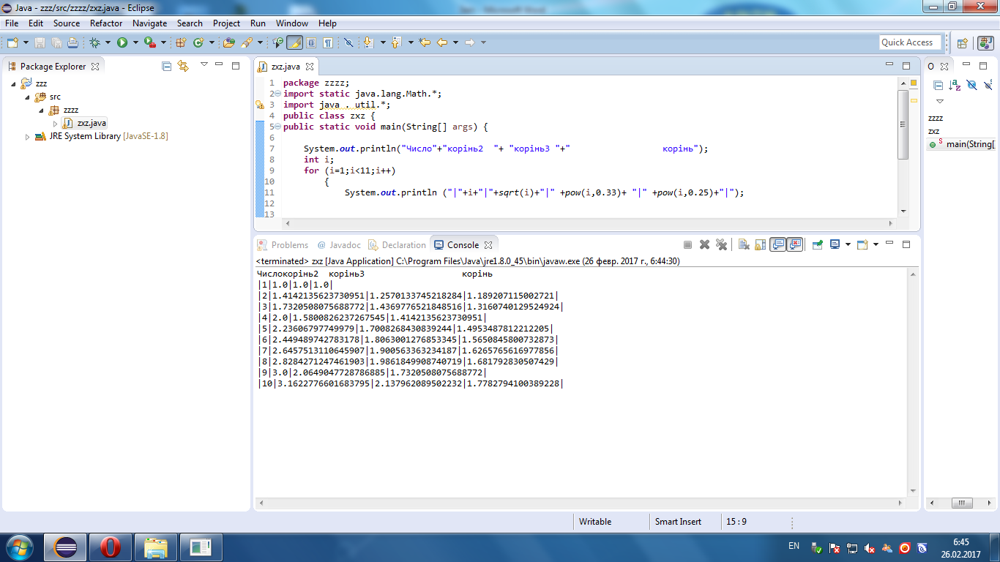 Java - zzz/src/zzzz/zxz.java - Eclipse
File Edit Source Refactor Navigate Search Project Run Window Help
Quick Access
Package Explorer
zzz
src
zzzz
zxz.java
JRE System Library [JavaSE-1.8]
zxz.java
1 package zzzz;
2 import static java.lang.Math.*;
3 import java . util.*;
4 public class zxz {
5 public static void main(String[] args) {
6
7 System.out.println("Число"+"корінь2  "+ "корінь3 "+"                  корінь");
8 int i;
9 for (i=1;i<11;i++)
10 {
11 System.out.println ("|"+i+"|"+sqrt(i)+"|" +pow(i,0.33)+ "|" +pow(i,0.25)+"|");
12
13
O
zzzz
zxz
S main(String[
Problems @ Javadoc Declaration Console
<terminated> zxz [Java Application] C:\Program Files\Java\jre1.8.0_45\bin\javaw.exe (26 февр. 2017 г., 6:44:30)
Числокорінь2  корінь3                   корінь
|1|1.0|1.0|1.0|
|2|1.4142135623730951|1.2570133745218284|1.189207115002721|
|3|1.7320508075688772|1.4369776521848516|1.3160740129524924|
|4|2.0|1.5800826237267545|1.4142135623730951|
|5|2.23606797749979|1.7008268430839244|1.4953487812212205|
|6|2.449489742783178|1.8063001276853345|1.5650845800732873|
|7|2.6457513110645907|1.900563363234187|1.6265765616977856|
|8|2.8284271247461903|1.9861849908740719|1.681792830507429|
|9|3.0|2.0649047728786885|1.7320508075688772|
|10|3.1622776601683795|2.137962089502232|1.7782794100389228|
Writable Smart Insert 15 : 9
EN
6:45
26.02.2017